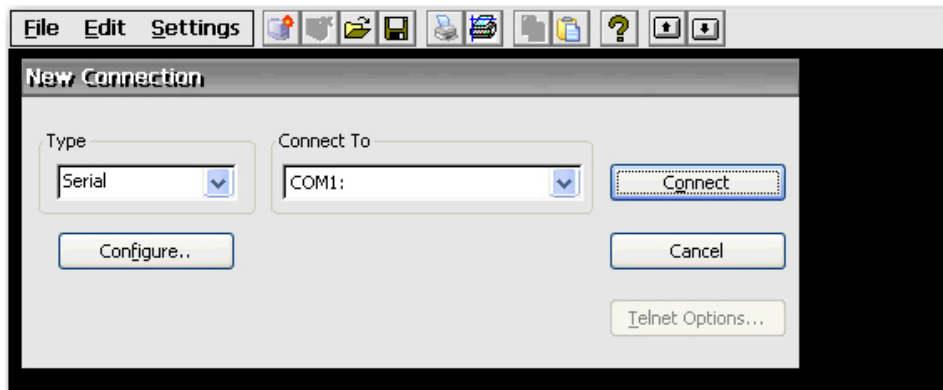 File Edit Settings
New Connection
Type
Connect To
Serial
COM1:
Connect
Configure..
Cancel
Telnet Options...